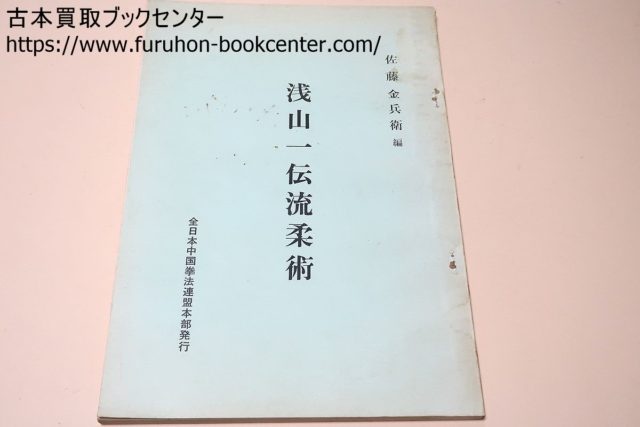 古本買取ブックセンター
https://www.furuhon-bookcenter.com/
佐藤金兵衛 編
浅山一伝流柔術
全日本中国拳法連盟本部発行